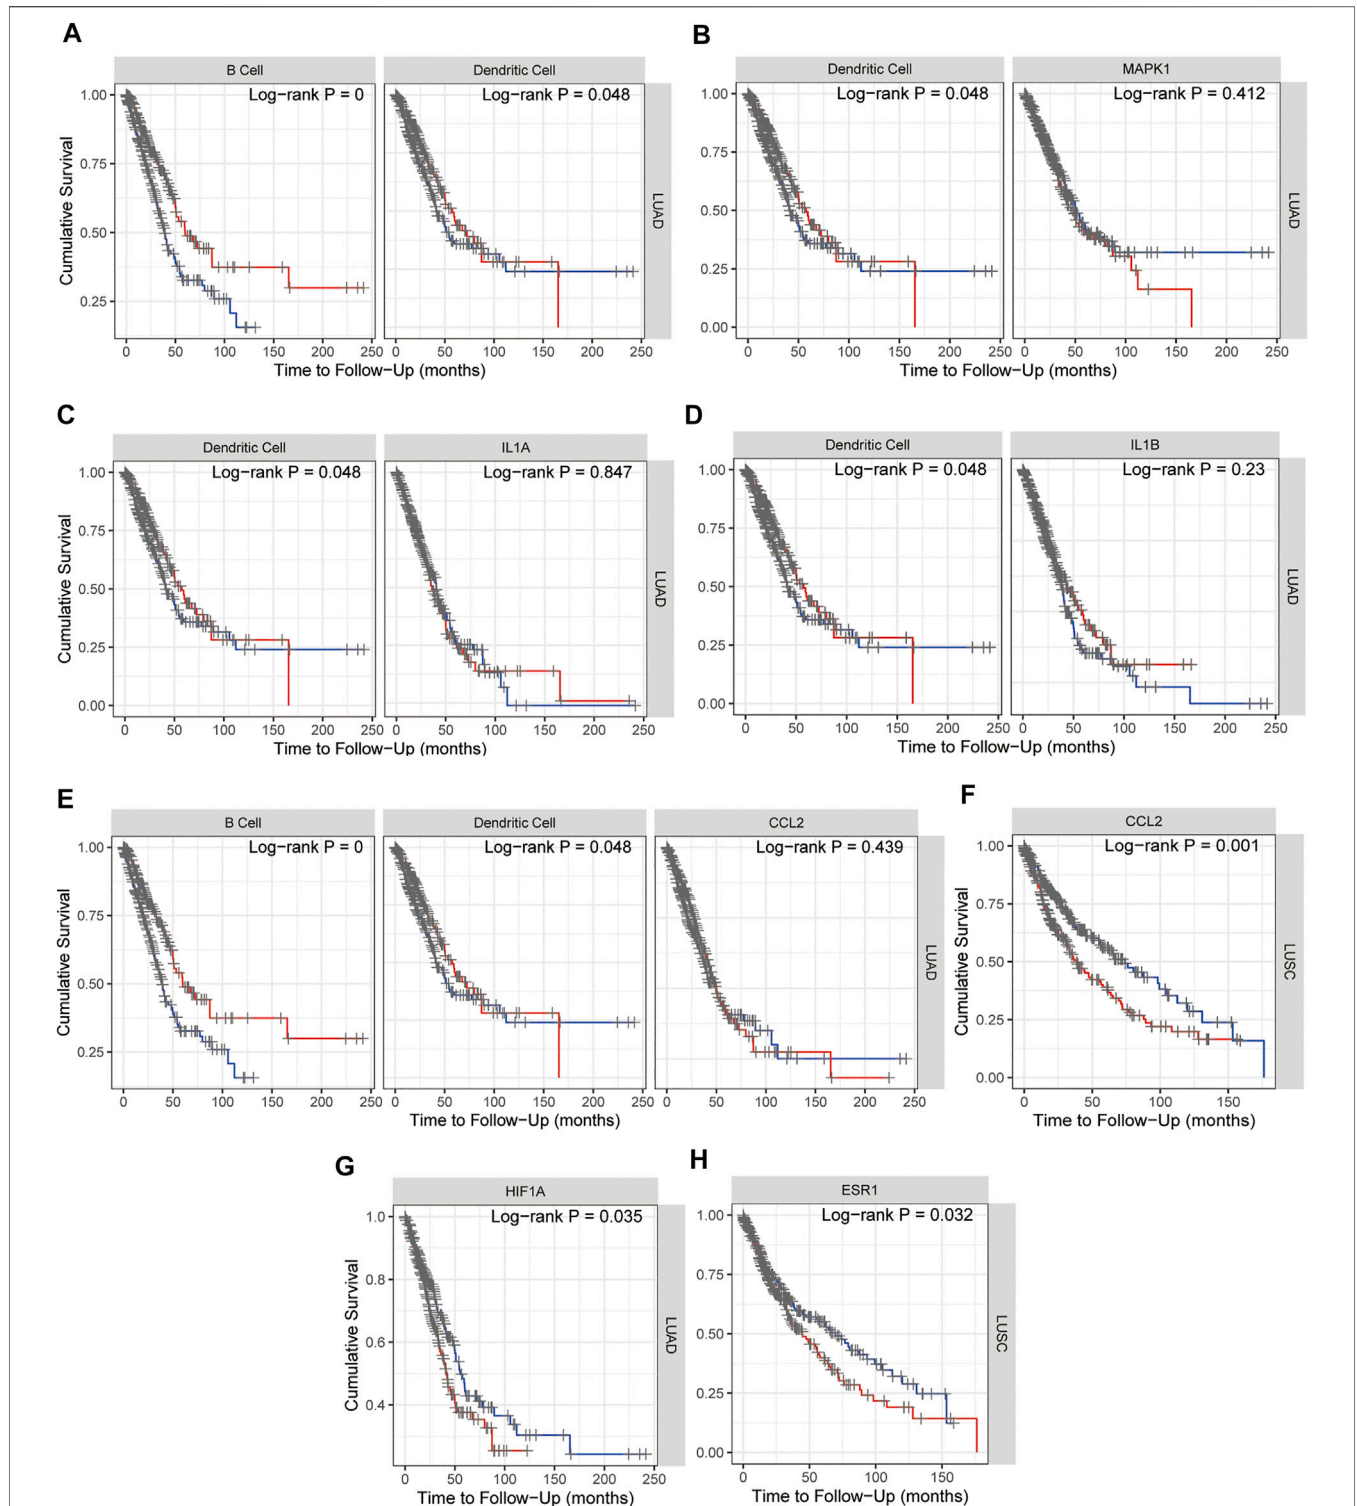 A
B Cell
Dendritic Cell
Log-rank P = 0
Log-rank P = 0.048
1.00
0.75
0.50
0.25
Cumulative Survival
LUAD
0 50 100 150 200 250
0 50 100 150 200 250
Time to Follow-Up (months)
B
Dendritic Cell
MAPK1
Log-rank P = 0.048
Log-rank P = 0.412
1.00
0.75
0.50
0.25
0.00
LUAD
0 50 100 150 200 250
0 50 100 150 200 250
Time to Follow-Up (months)
C
Dendritic Cell
IL1A
Log-rank P = 0.048
Log-rank P = 0.847
1.00
0.75
0.50
0.25
0.00
Cumulative Survival
LUAD
0 50 100 150 200 250
0 50 100 150 200 250
Time to Follow-Up (months)
D
Dendritic Cell
IL1B
Log-rank P = 0.048
Log-rank P = 0.23
1.00
0.75
0.50
0.25
0.00
LUAD
0 50 100 150 200 250
0 50 100 150 200 250
Time to Follow-Up (months)
E
B Cell
Dendritic Cell
CCL2
Log-rank P = 0
Log-rank P = 0.048
Log-rank P = 0.439
1.00
0.75
0.50
0.25
Cumulative Survival
LUAD
0 50 100 150 200 250
0 50 100 150 200 250
0 50 100 150 200 250
Time to Follow-Up (months)
F
CCL2
Log-rank P = 0.001
1.00
0.75
0.50
0.25
0.00
Cumulative Survival
LUSC
0 50 100 150
Time to Follow-Up (months)
G
HIF1A
Log-rank P = 0.035
1.0
0.8
0.6
0.4
Cumulative Survival
LUAD
0 50 100 150 200 250
Time to Follow-Up (months)
H
ESR1
Log-rank P = 0.032
1.00
0.75
0.50
0.25
0.00
LUSC
0 50 100 150
Time to Follow-Up (months)